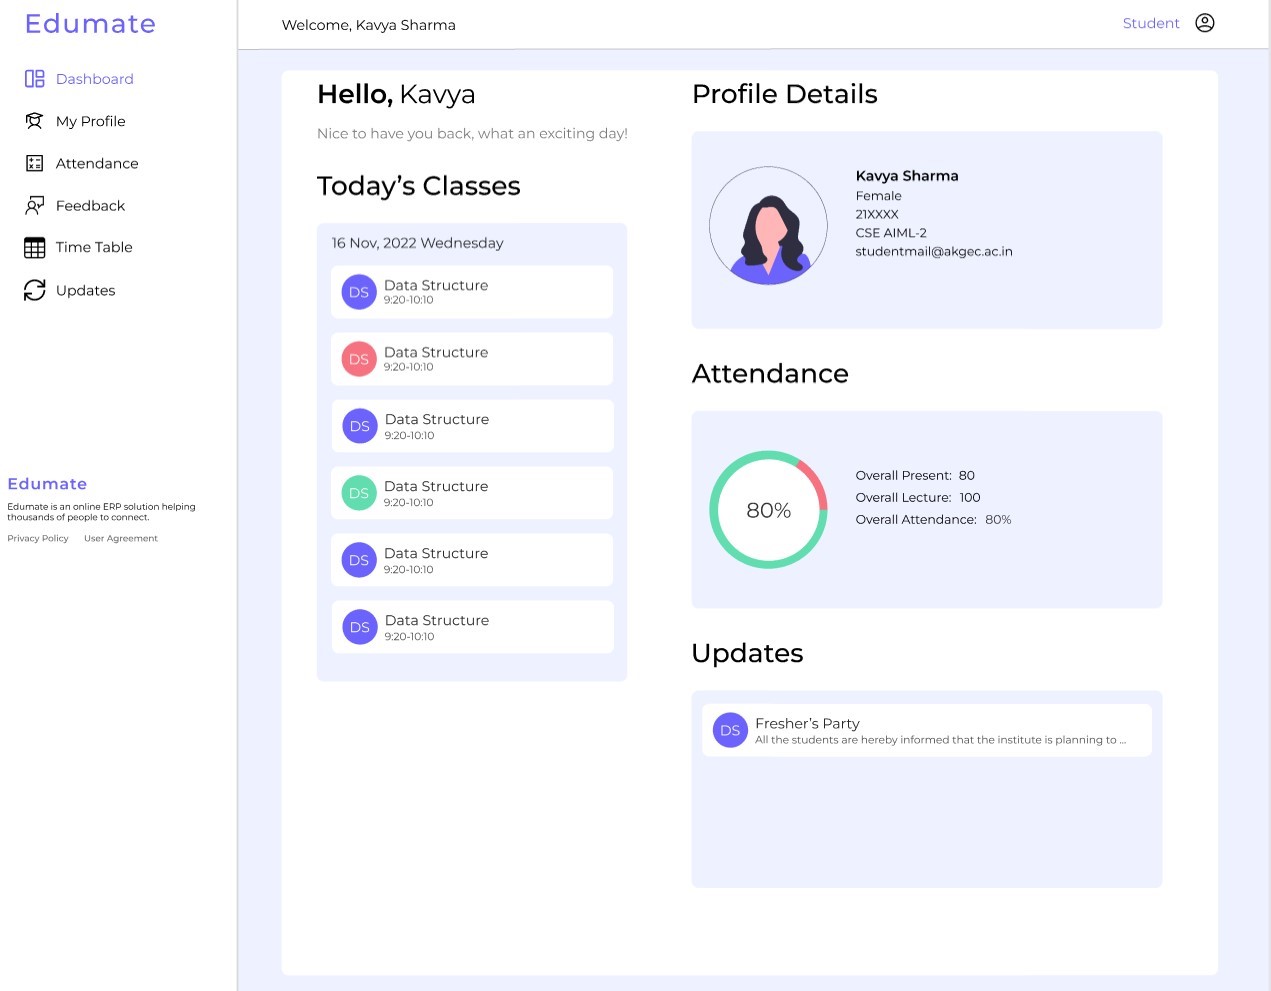 Edumate
Dashboard
My Profile
Attendance
Feedback
Time Table
Updates
Edumate
Edumate is an online ERP solution helping
thousands of people to connect.
Privacy Policy User Agreement
Welcome, Kavya Sharma
Student
Hello, Kavya
Nice to have you back, what an exciting day!
Today's Classes
16 Nov, 2022 Wednesday
DS
Data Structure
9:20-10:10
DS
Data Structure
9:20-10:10
DS
Data Structure
9:20-10:10
DS
Data Structure
9:20-10:10
DS
Data Structure
9:20-10:10
DS
Data Structure
9:20-10:10
Profile Details
Kavya Sharma
Female
21XXXX
CSE AIML-2
studentmail@akgec.ac.in
Attendance
80%
Overall Present: 80
Overall Lecture: 100
Overall Attendance: 80%
Updates
DS
Fresher's Party
All the students are hereby informed that the institute is planning to ...